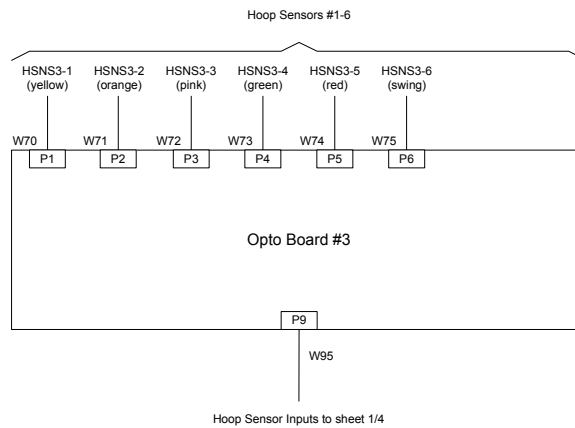 Hoop Sensors #1-6
HSNS3-1 HSNS3-2 HSNS3-3 HSNS3-4 HSNS3-5 HSNS3-6
(yellow) (orange) (pink) (green) (red) (swing)
W70 W71 W72 W73 W74 W75
P1 P2 P3 P4 P5 P6
Opto Board #3
P9
W95
Hoop Sensor Inputs to sheet 1/4